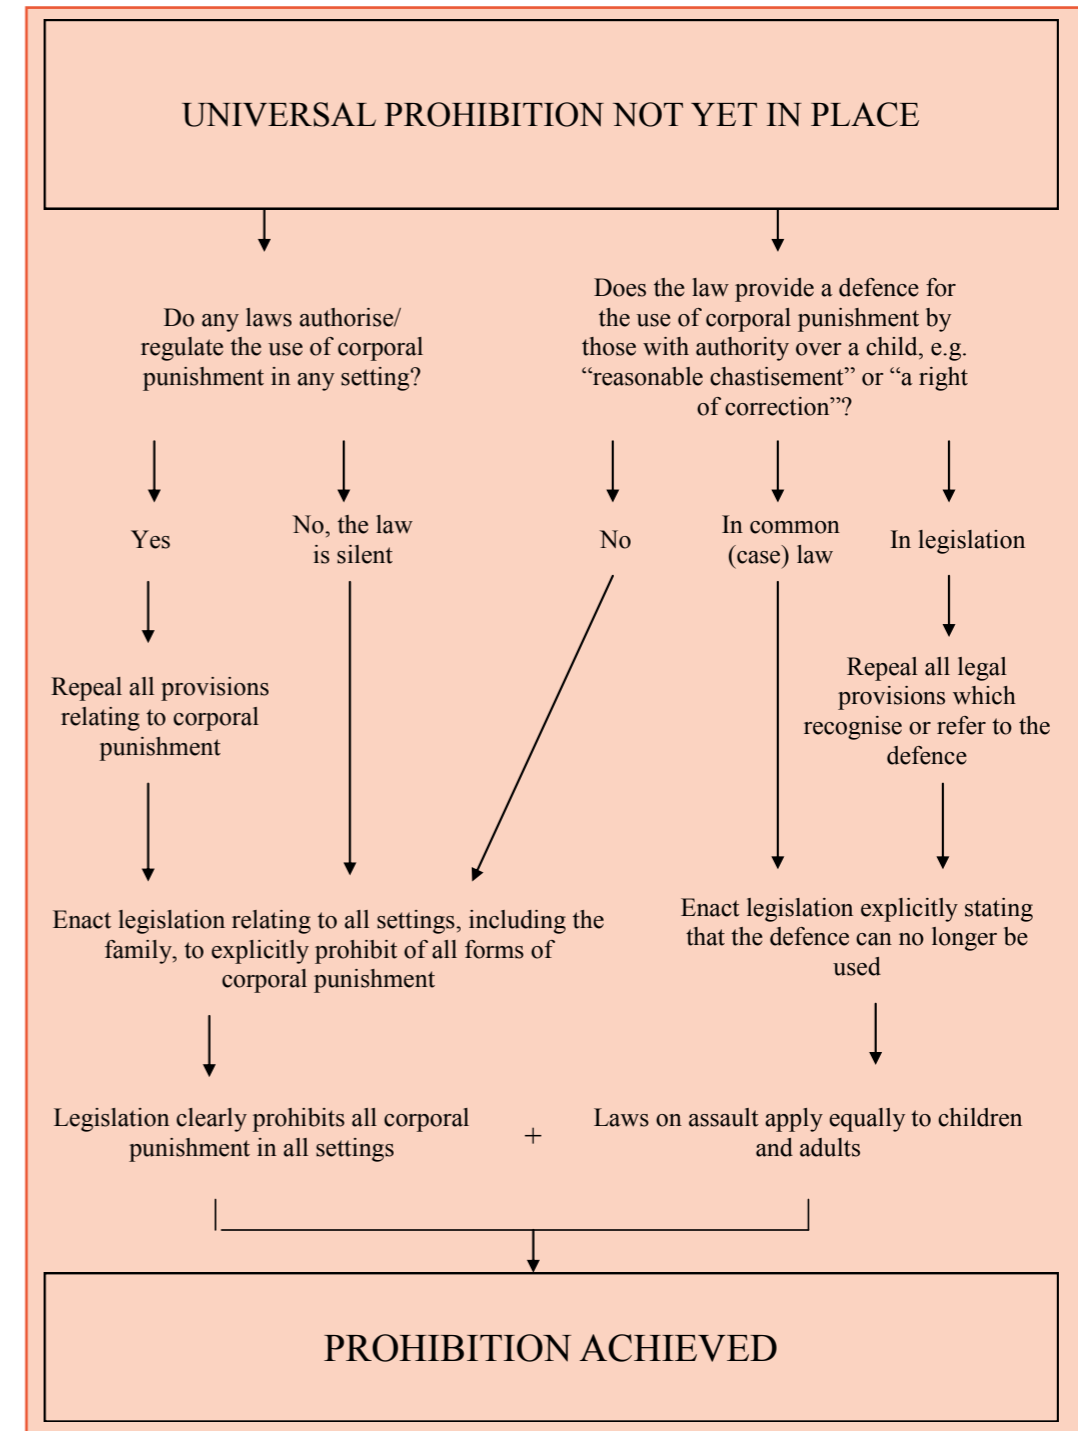 UNIVERSAL PROHIBITION NOT YET IN PLACE
Do any laws authorise/
regulate the use of corporal
punishment in any setting?
Does the law provide a defence for
the use of corporal punishment by
those with authority over a child, e.g.
“reasonable chastisement” or “a right
of correction”?
Yes
No, the law
is silent
No
In common
(case) law
In legislation
Repeal all provisions
relating to corporal
punishment
Repeal all legal
provisions which
recognise or refer to the
defence
Enact legislation relating to all settings, including the
family, to explicitly prohibit of all forms of
corporal punishment
Enact legislation explicitly stating
that the defence can no longer be
used
Legislation clearly prohibits all corporal
punishment in all settings
+
Laws on assault apply equally to children
and adults
PROHIBITION ACHIEVED